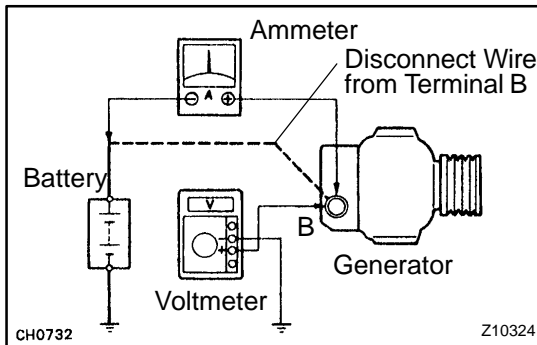 Ammeter
Disconnect Wire
from Terminal B
- A +
Battery
V
- +
B
Generator
Voltmeter
CH0732
Z10324